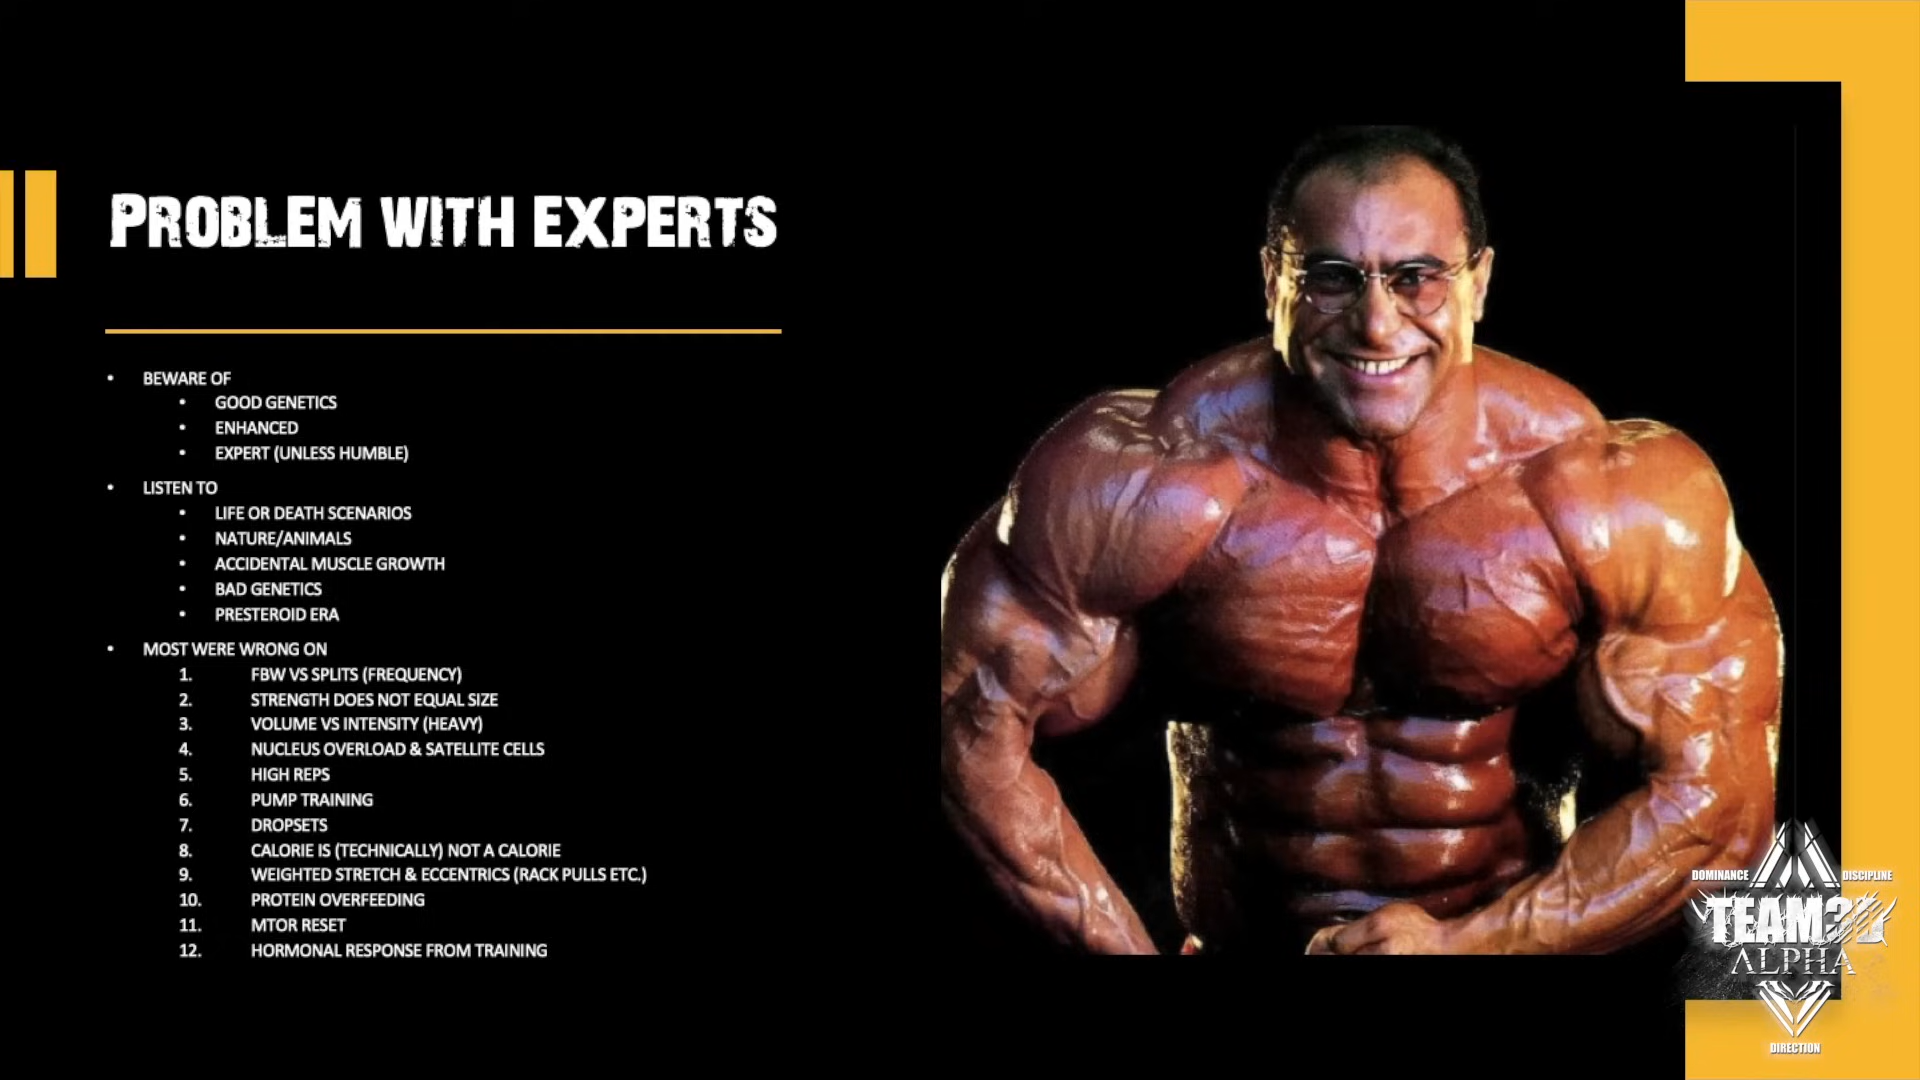 PROBLEM WITH EXPERTS
• BEWARE OF
• GOOD GENETICS
• ENHANCED
• EXPERT (UNLESS HUMBLE)
• LISTEN TO
• LIFE OR DEATH SCENARIOS
• NATURE/ANIMALS
• ACCIDENTAL MUSCLE GROWTH
• BAD GENETICS
• PRESTEROID ERA
• MOST WERE WRONG ON
1. FBW VS SPLITS (FREQUENCY)
2. STRENGTH DOES NOT EQUAL SIZE
3. VOLUME VS INTENSITY (HEAVY)
4. NUCLEUS OVERLOAD & SATELLITE CELLS
5. HIGH REPS
6. PUMP TRAINING
7. DROPSETS
8. CALORIE IS (TECHNICALLY) NOT A CALORIE
9. WEIGHTED STRETCH & ECCENTRICS (RACK PULLS ETC.)
10. PROTEIN OVERFEEDING
11. MTOR RESET
12. HORMONAL RESPONSE FROM TRAINING
DOMINANCE DISCIPLINE
TEAM3D
ALPHA
DIRECTION